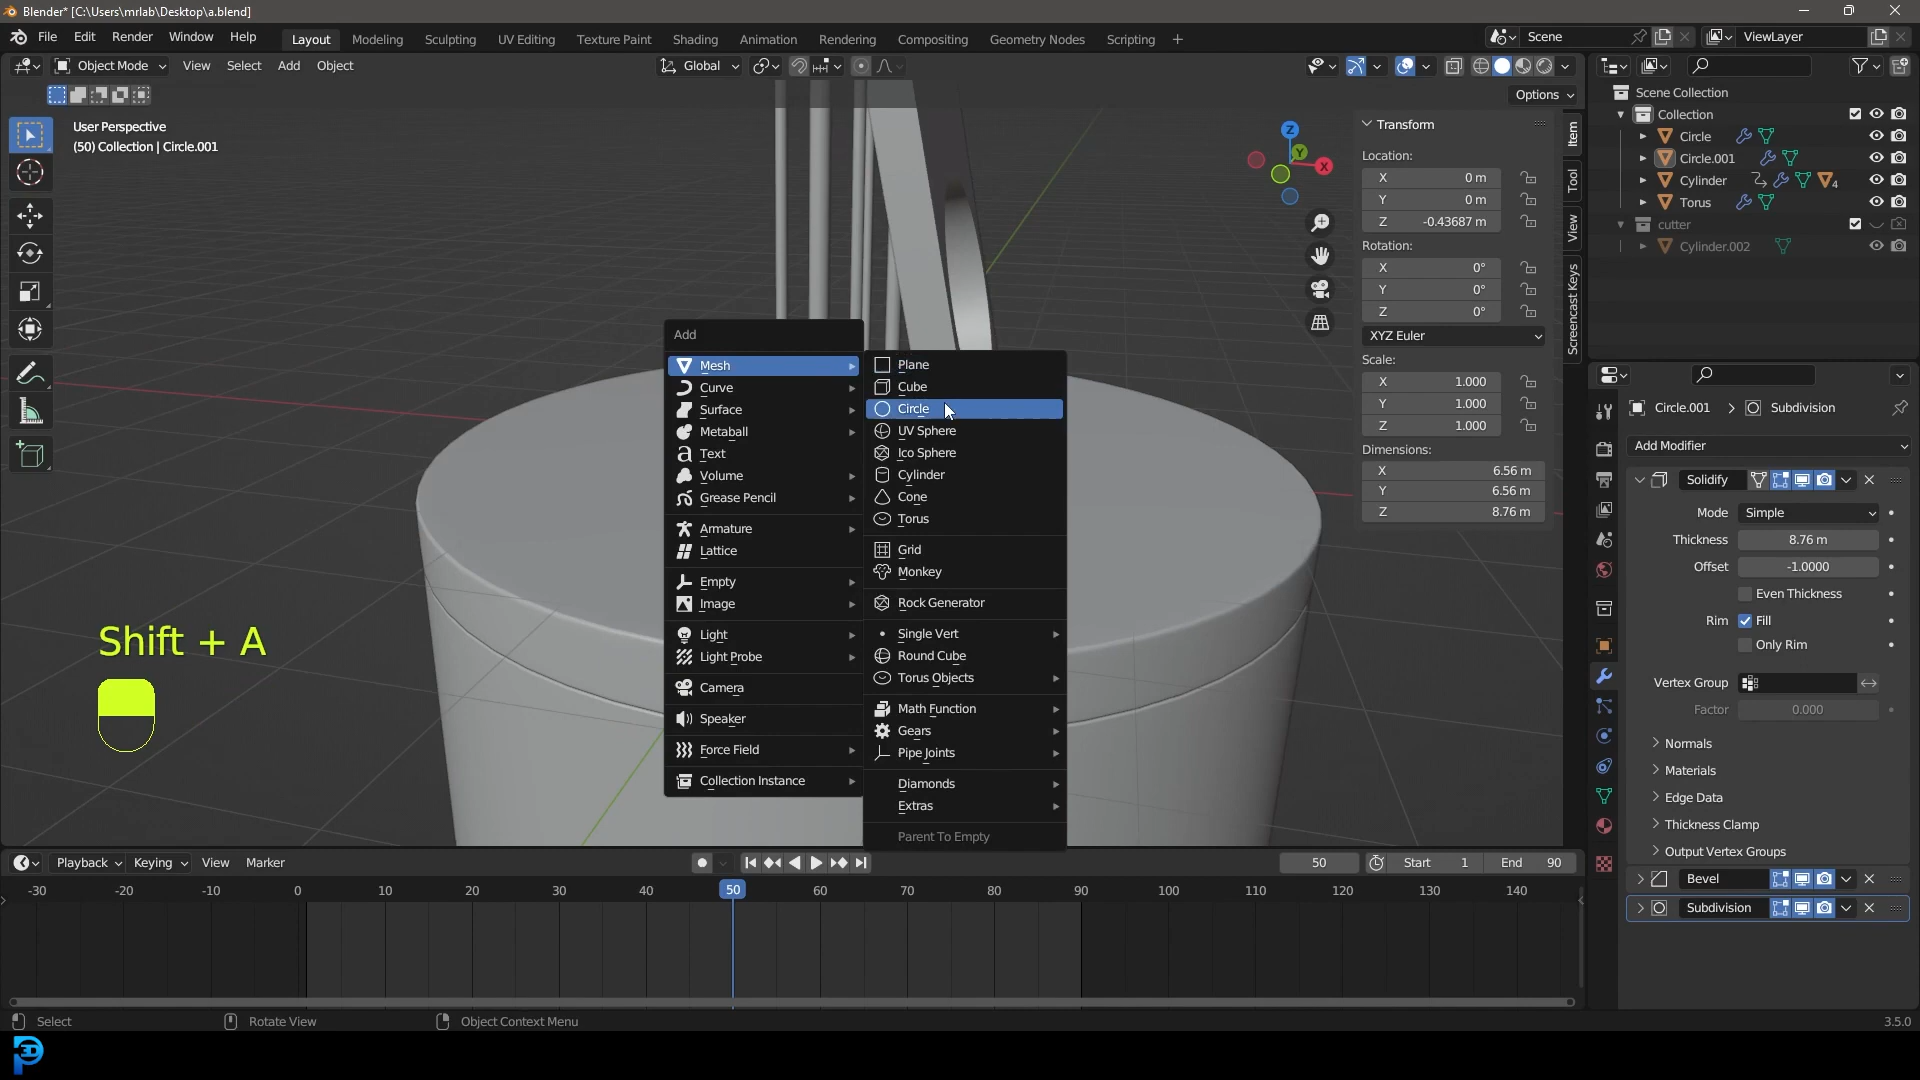 Blender* [C:\Users\mrlab\Desktop\a.blend]
File Edit Render Window Help
Layout Modeling Sculpting UV Editing Texture Paint Shading Animation Rendering Compositing Geometry Nodes Scripting +
Scene
ViewLayer
Object Mode View Select Add Object
Global
Options
User Perspective
(50) Collection | Circle.001
Z
Y
X
Transform
Location:
X 0 m
Y 0 m
Z -0.43687 m
Rotation:
X 0°
Y 0°
Z 0°
XYZ Euler
Scale:
X 1.000
Y 1.000
Z 1.000
Dimensions:
X 6.56 m
Y 6.56 m
Z 8.76 m
Item
Tool
View
Screencast Keys
Scene Collection
Collection
Circle
Circle.001
Cylinder 4
Torus
cutter
Cylinder.002
Add
Mesh
Curve
Surface
Metaball
Text
Volume
Grease Pencil
Armature
Lattice
Empty
Image
Light
Light Probe
Camera
Speaker
Force Field
Collection Instance
Plane
Cube
Circle
UV Sphere
Ico Sphere
Cylinder
Cone
Torus
Grid
Monkey
Rock Generator
Single Vert
Round Cube
Torus Objects
Math Function
Gears
Pipe Joints
Diamonds
Extras
Parent To Empty
Shift + A
Circle.001 > Subdivision
Add Modifier
Solidify
Mode Simple
Thickness 8.76 m
Offset -1.0000
Even Thickness
Rim Fill
Only Rim
Vertex Group
Factor 0.000
Normals
Materials
Edge Data
Thickness Clamp
Output Vertex Groups
Bevel
Subdivision
Playback Keying View Marker
50 Start 1 End 90
-30 -20 -10 0 10 20 30 40 50 60 70 80 90 100 110 120 130 140
Select Rotate View Object Context Menu
3.5.0